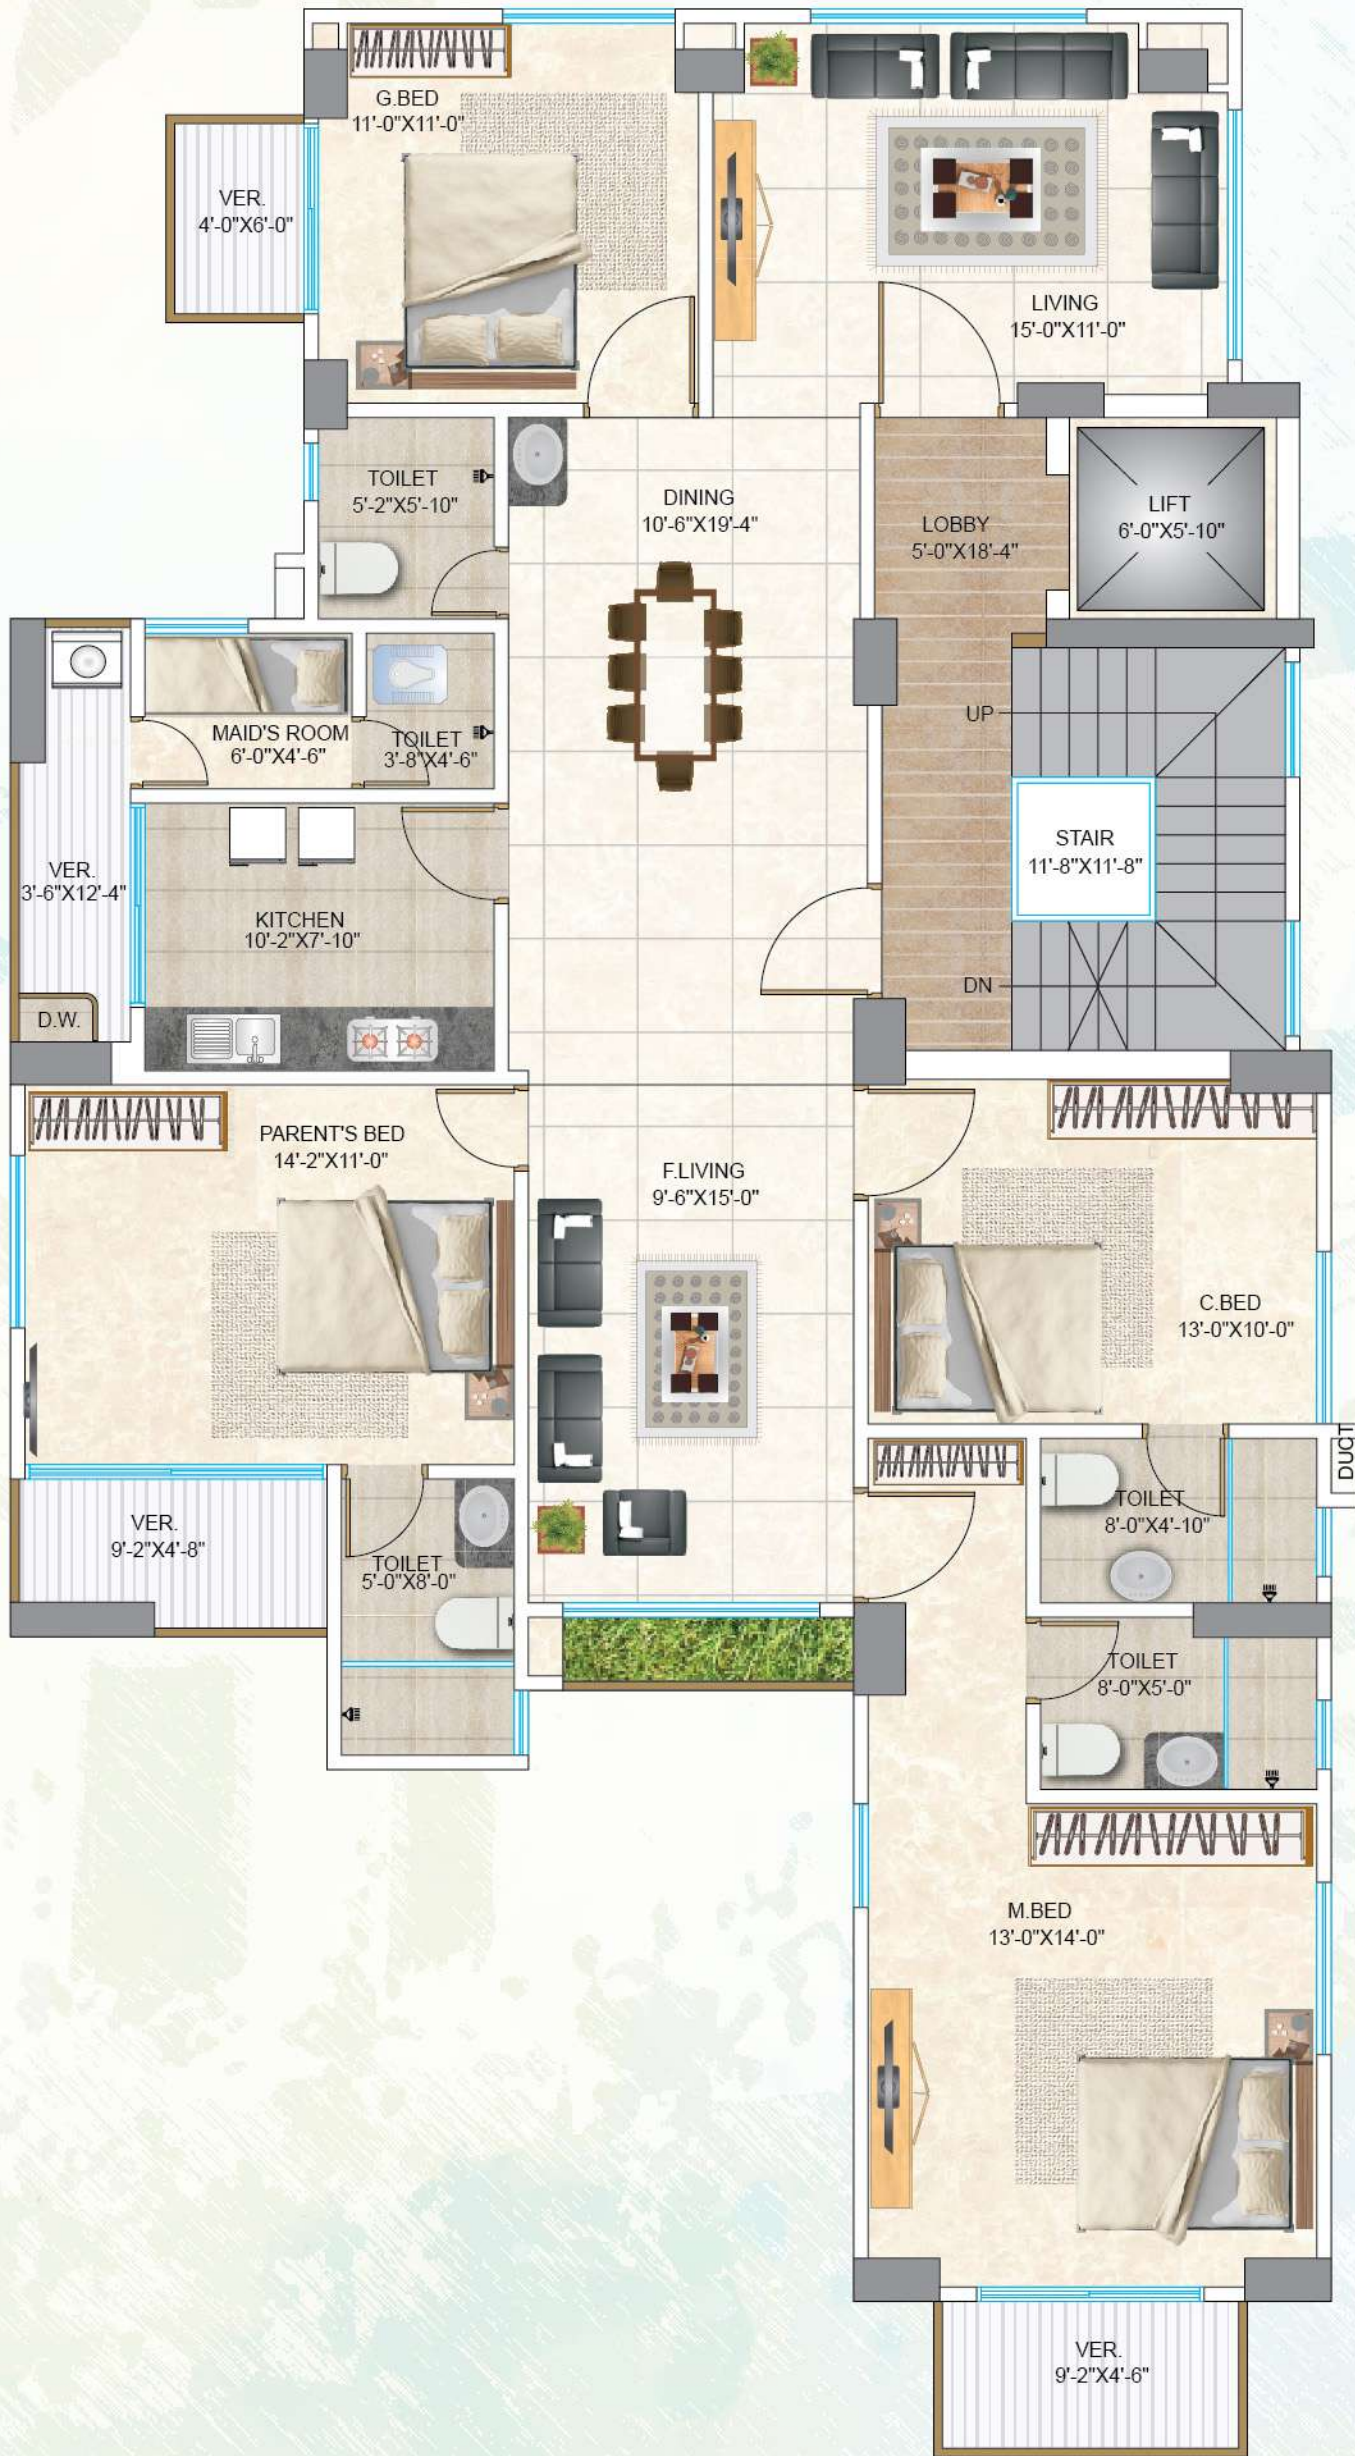 G.BED
11'-0"X11'-0"
VER.
4'-0"X6'-0"
LIVING
15'-0"X11'-0"
TOILET
5'-2"X5'-10"
DINING
10'-6"X19'-4"
LOBBY
5'-0"X18'-4"
LIFT
6'-0"X5'-10"
MAID'S ROOM
6'-0"X4'-6"
TOILET
3'-8"X4'-6"
UP
STAIR
11'-8"X11'-8"
VER.
3'-6"X12'-4"
KITCHEN
10'-2"X7'-10"
DN
D.W.
PARENT'S BED
14'-2"X11'-0"
F.LIVING
9'-6"X15'-0"
C.BED
13'-0"X10'-0"
DUCT
VER.
9'-2"X4'-8"
TOILET
5'-0"X8'-0"
TOILET
8'-0"X4'-10"
TOILET
8'-0"X5'-0"
M.BED
13'-0"X14'-0"
VER.
9'-2"X4'-6"